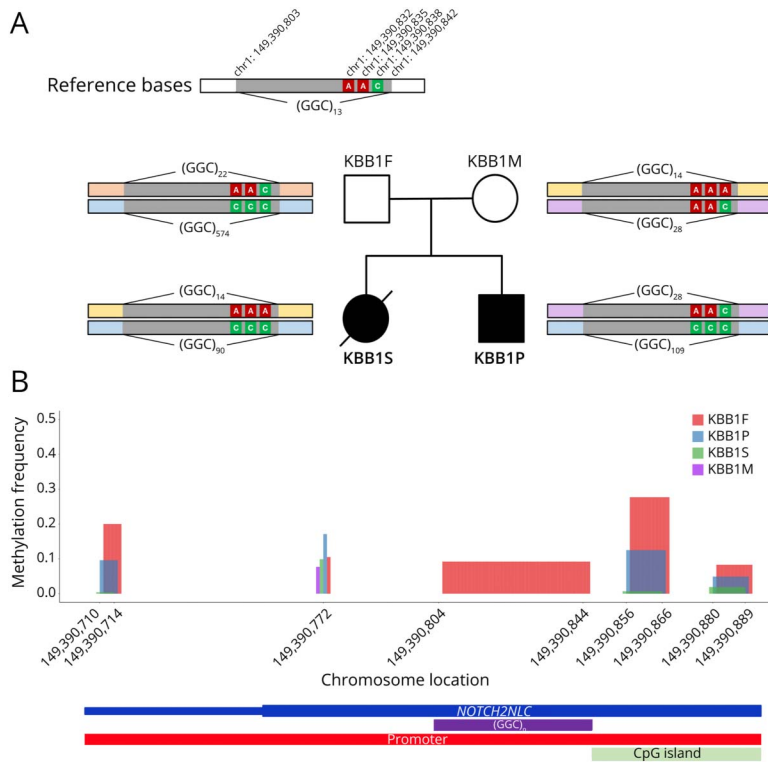 A
chr1: 149,390,803
chr1: 149,390,832
chr1: 149,390,835
chr1: 149,390,838
chr1: 149,390,842
Reference bases
A A C
(GGC)13
KBB1F
KBB1M
(GGC)22
A A C
C C C
(GGC)574
(GGC)14
A A A
A A C
(GGC)28
(GGC)14
A A A
C C C
(GGC)90
KBB1S
KBB1P
(GGC)28
A A C
C C C
(GGC)109
B
Methylation frequency
0.5
0.4
0.3
0.2
0.1
0.0
KBB1F
KBB1P
KBB1S
KBB1M
149,390,710
149,390,714
149,390,772
149,390,804
149,390,844
149,390,856
149,390,866
149,390,880
149,390,889
Chromosome location
NOTCH2NLC
(GGC)n
Promoter
CpG island